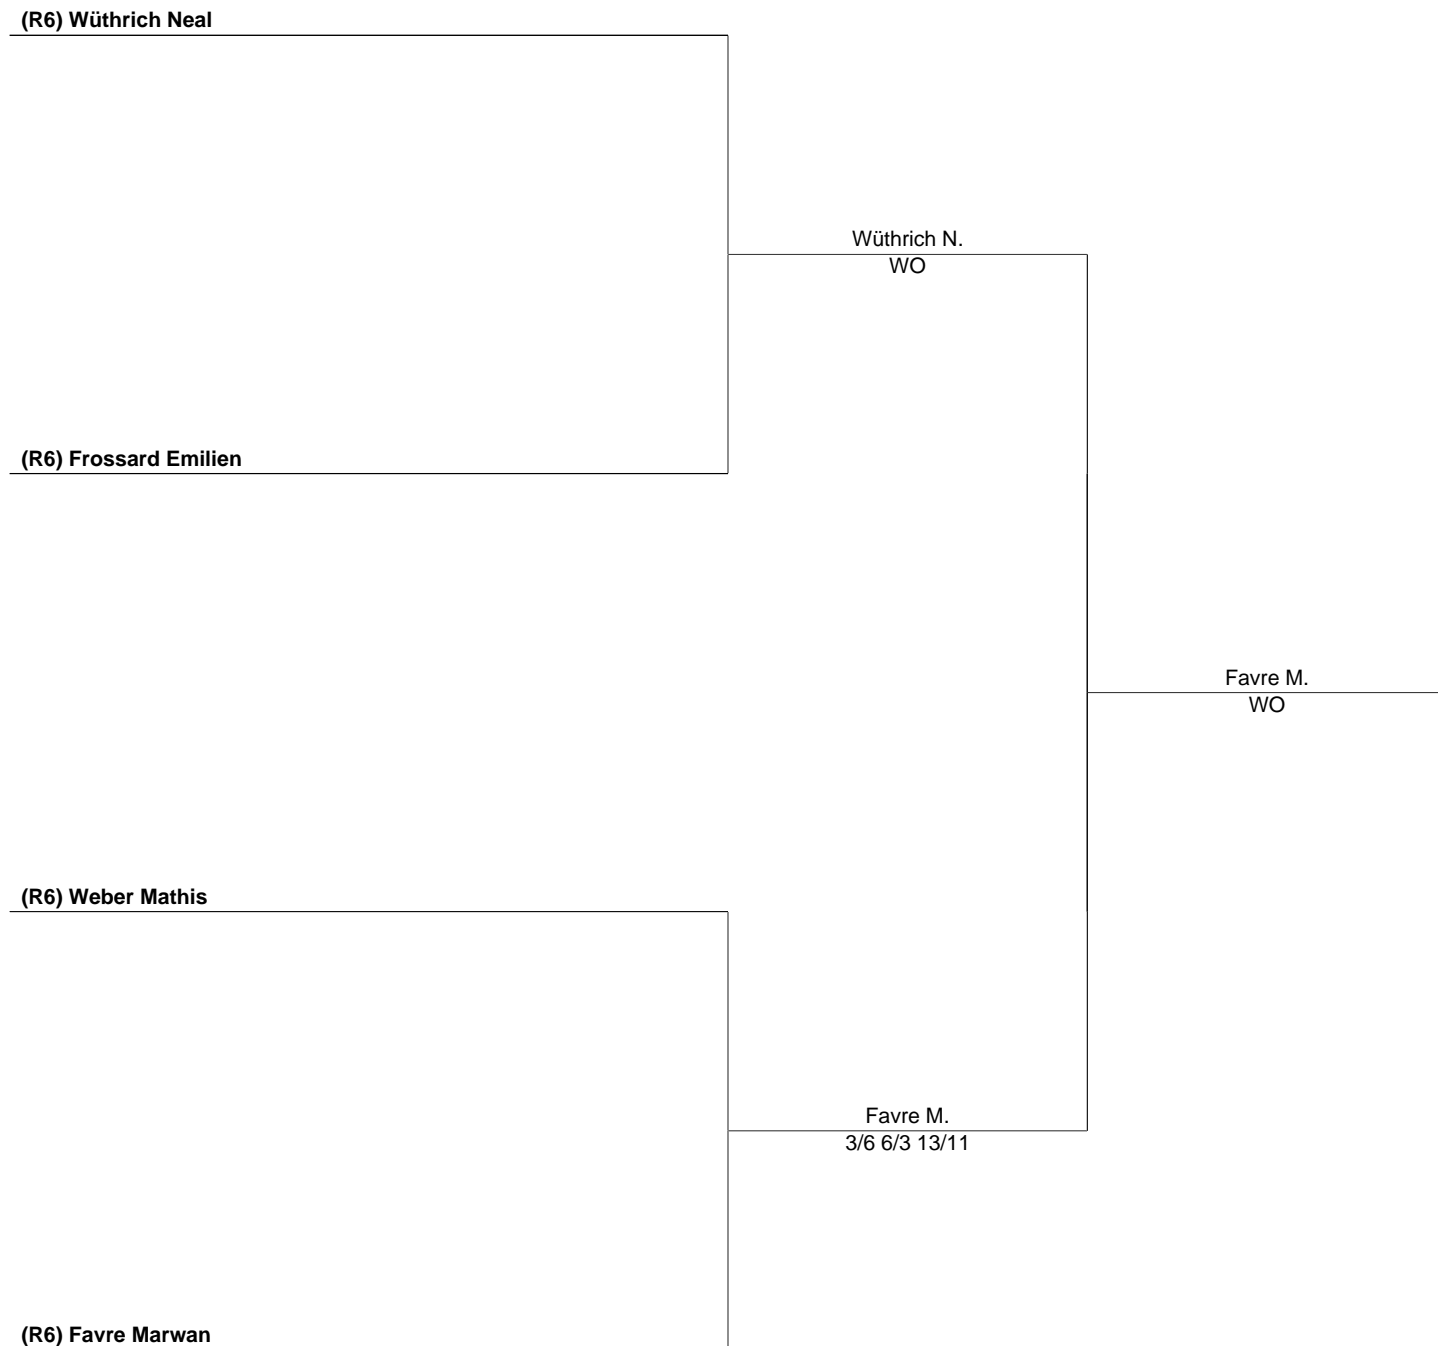 (R6) Wüthrich Neal
Wüthrich N.
WO
(R6) Frossard Emilien
Favre M.
WO
(R6) Weber Mathis
Favre M.
3/6 6/3 13/11
(R6) Favre Marwan